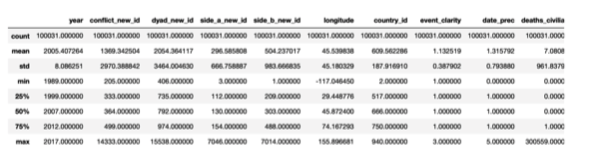 year conflict_new_id dyad_new_id side_a_new_id side_b_new_id longitude country_id event_clarity date_prec deaths_civilia
count 100031.000000 100031.000000 100031.000000 100031.000000 100031.000000 100031.000000 100031.000000 100031.000000 100031.000000 100031.0000
mean 2005.407264 1369.342504 2054.364117 296.585808 504.237017 45.539838 609.562286 1.132519 1.315792 7.0808
std 8.086251 2970.388842 3464.004630 666.758887 983.666835 45.180329 187.916910 0.387902 0.793880 961.8379
min 1989.000000 205.000000 406.000000 3.000000 1.000000 -117.046450 2.000000 1.000000 1.000000 0.0000
25% 1999.000000 333.000000 735.000000 112.000000 209.000000 29.448776 517.000000 1.000000 1.000000 0.0000
50% 2007.000000 364.000000 792.000000 130.000000 303.000000 45.872400 666.000000 1.000000 1.000000 0.0000
75% 2012.000000 499.000000 974.000000 154.000000 488.000000 74.167293 750.000000 1.000000 1.000000 1.0000
max 2017.000000 14333.000000 15538.000000 7046.000000 7014.000000 155.896681 940.000000 3.000000 5.000000 300559.0000